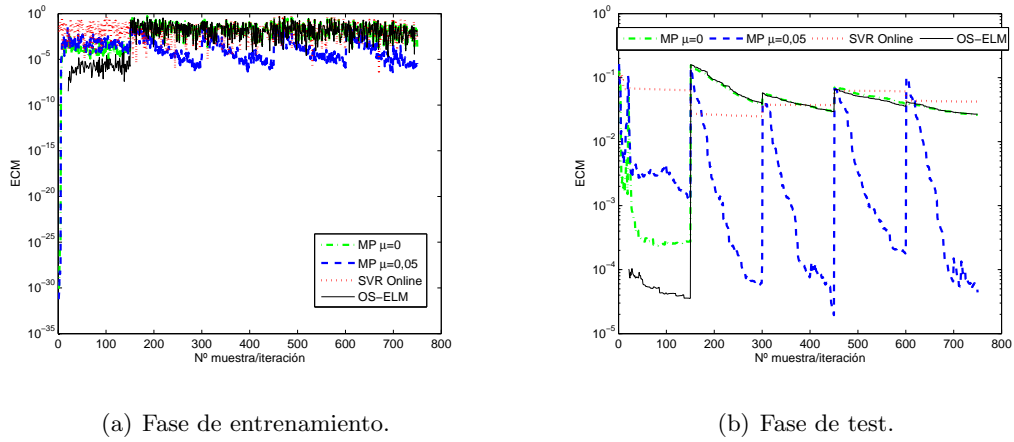 10^0
10^-5
10^-10
10^-15
10^-20
10^-25
10^-30
10^-35
ECM
0 100 200 300 400 500 600 700 800
Nº muestra/iteración
MP μ=0
MP μ=0,05
SVR Online
OS-ELM
(a) Fase de entrenamiento.
MP μ=0 MP μ=0,05 SVR Online OS-ELM
10^0
10^-1
10^-2
10^-3
10^-4
10^-5
ECM
0 100 200 300 400 500 600 700 800
Nº muestra/iteración
(b) Fase de test.